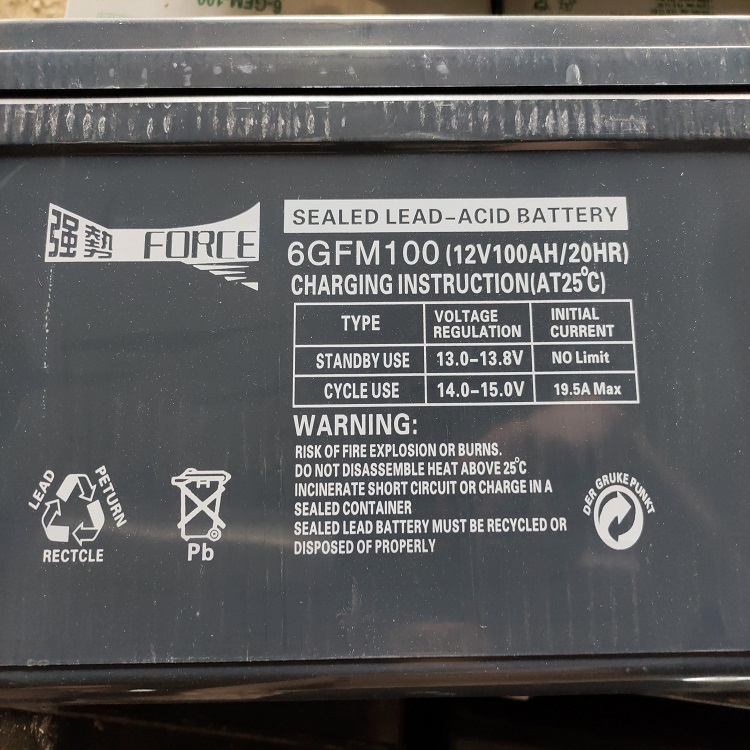 6-GFM-100
强勢 FORCE
SEALED LEAD-ACID BATTERY
6GFM100 (12V100AH/20HR)
CHARGING INSTRUCTION(AT25℃)
TYPE VOLTAGE REGULATION INITIAL CURRENT
STANDBY USE 13.0-13.8V NO Limit
CYCLE USE 14.0-15.0V 19.5A Max
WARNING:
RISK OF FIRE EXPLOSION OR BURNS.
DO NOT DISASSEMBLE HEAT ABOVE 25℃
INCINERATE SHORT CIRCUIT OR CHARGE IN A
SEALED CONTAINER
SEALED LEAD BATTERY MUST BE RECYCLED OR
DISPOSED OF PROPERLY
LEAD PETURN
RECTCLE
Pb
DER GRUKE PUNKT